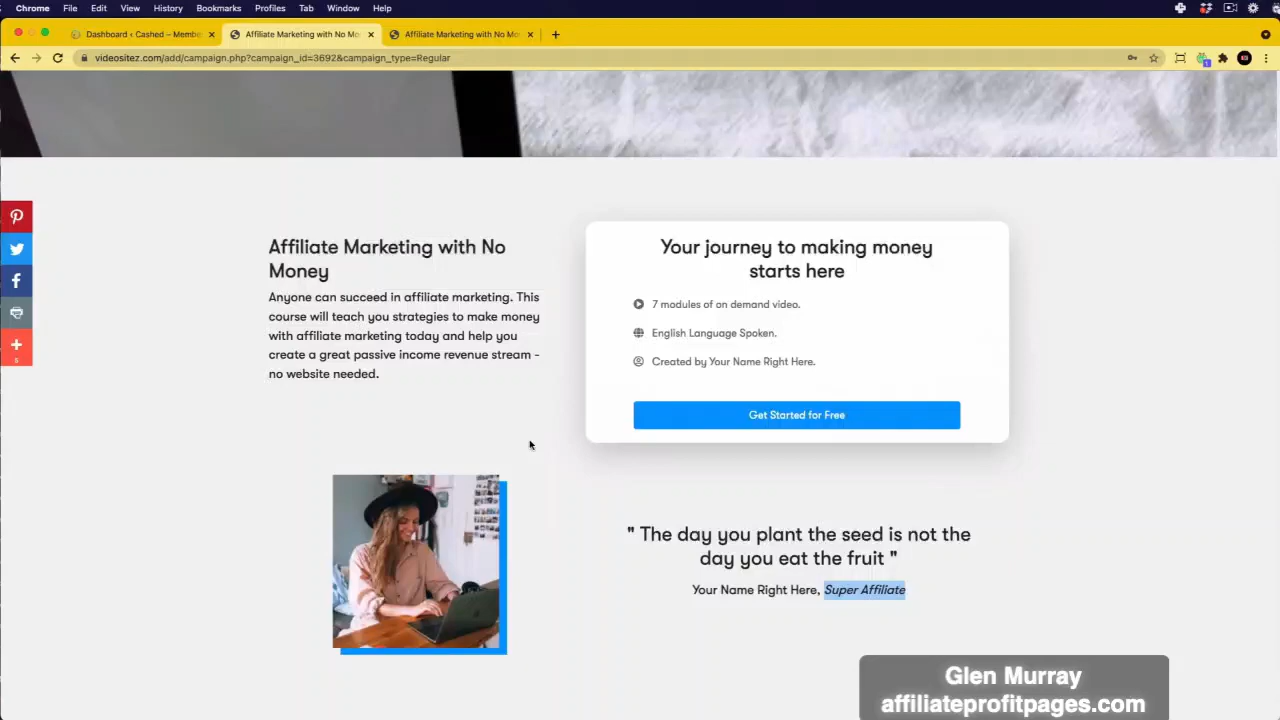 Chrome File Edit View History Bookmarks Profiles Tab Window Help
Dashboard ‹ Cashed – Membe
Affiliate Marketing with No Mo
Affiliate Marketing with No Mo
videositez.com/add/campaign.php?campaign_id=3692&campaign_type=Regular
Affiliate Marketing with No
Money
Anyone can succeed in affiliate marketing. This
course will teach you strategies to make money
with affiliate marketing today and help you
create a great passive income revenue stream -
no website needed.
Your journey to making money
starts here
7 modules of on demand video.
English Language Spoken.
Created by Your Name Right Here.
Get Started for Free
" The day you plant the seed is not the
day you eat the fruit "
Your Name Right Here, Super Affiliate
Glen Murray
affiliateprofitpages.com